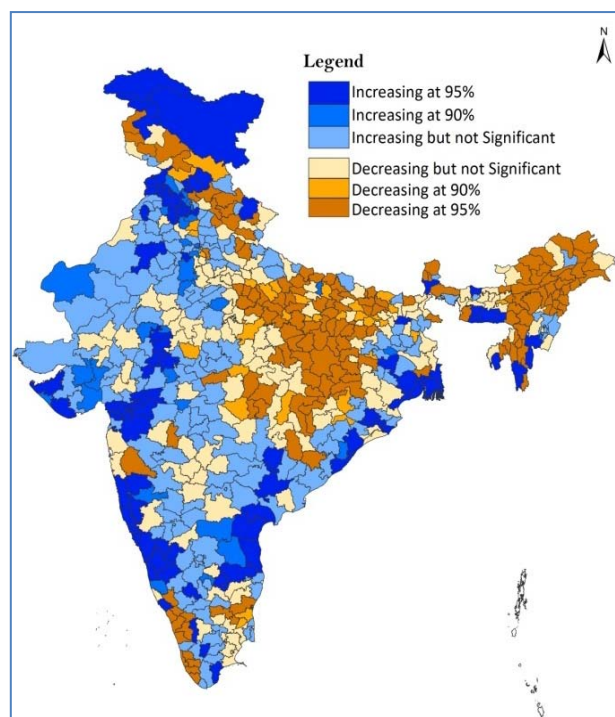 N
Legend
Increasing at 95%
Increasing at 90%
Increasing but not Significant
Decreasing but not Significant
Decreasing at 90%
Decreasing at 95%